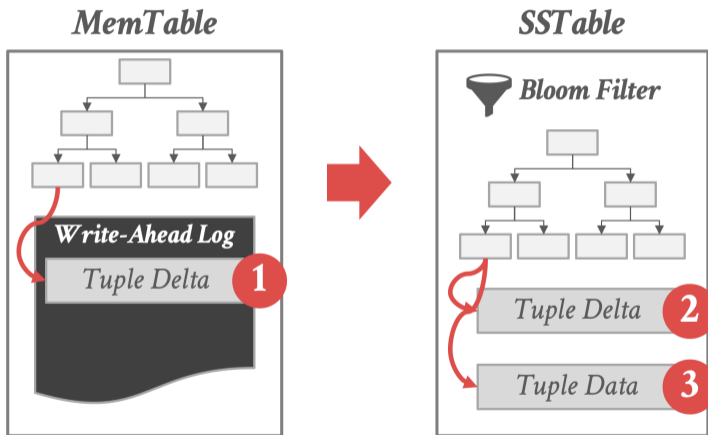 MemTable
Write-Ahead Log
Tuple Delta 1
SSTable
Bloom Filter
Tuple Delta 2
Tuple Data 3